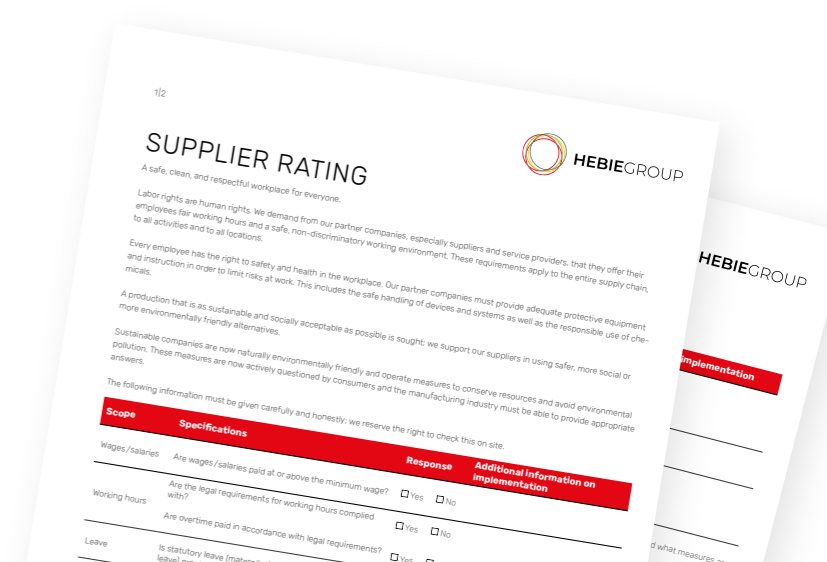 1|2
HEBIEGROUP
SUPPLIER RATING
A safe, clean, and respectful workplace for everyone.
Labor rights are human rights. We demand from our partner companies, especially suppliers and service providers, that they offer their
employees fair working hours and a safe, non-discriminatory working environment. These requirements apply to the entire supply chain,
to all activities and to all locations.
Every employee has the right to safety and health in the workplace. Our partner companies must provide adequate protective equipment
and instruction in order to limit risks at work. This includes the safe handling of devices and systems as well as the responsible use of che-
micals.
A production that is as sustainable and socially acceptable as possible is sought; we support our suppliers in using safer, more social or
more environmentally friendly alternatives.
Sustainable companies are now naturally environmentally friendly and operate measures to conserve resources and avoid environmental
pollution. These measures are now actively questioned by consumers and the manufacturing industry must be able to provide appropriate
answers.
The following information must be given carefully and honestly; we reserve the right to check this on site.
Scope Specifications Response Additional information on
implementation
Wages/salaries Are wages/salaries paid at or above the minimum wage? Yes No
Working hours Are the legal requirements for working hours complied
with? Yes No
Are overtime paid in accordance with legal requirements? Yes
Leave Is statutory leave
HEBIEGROUP
implementation
what measures